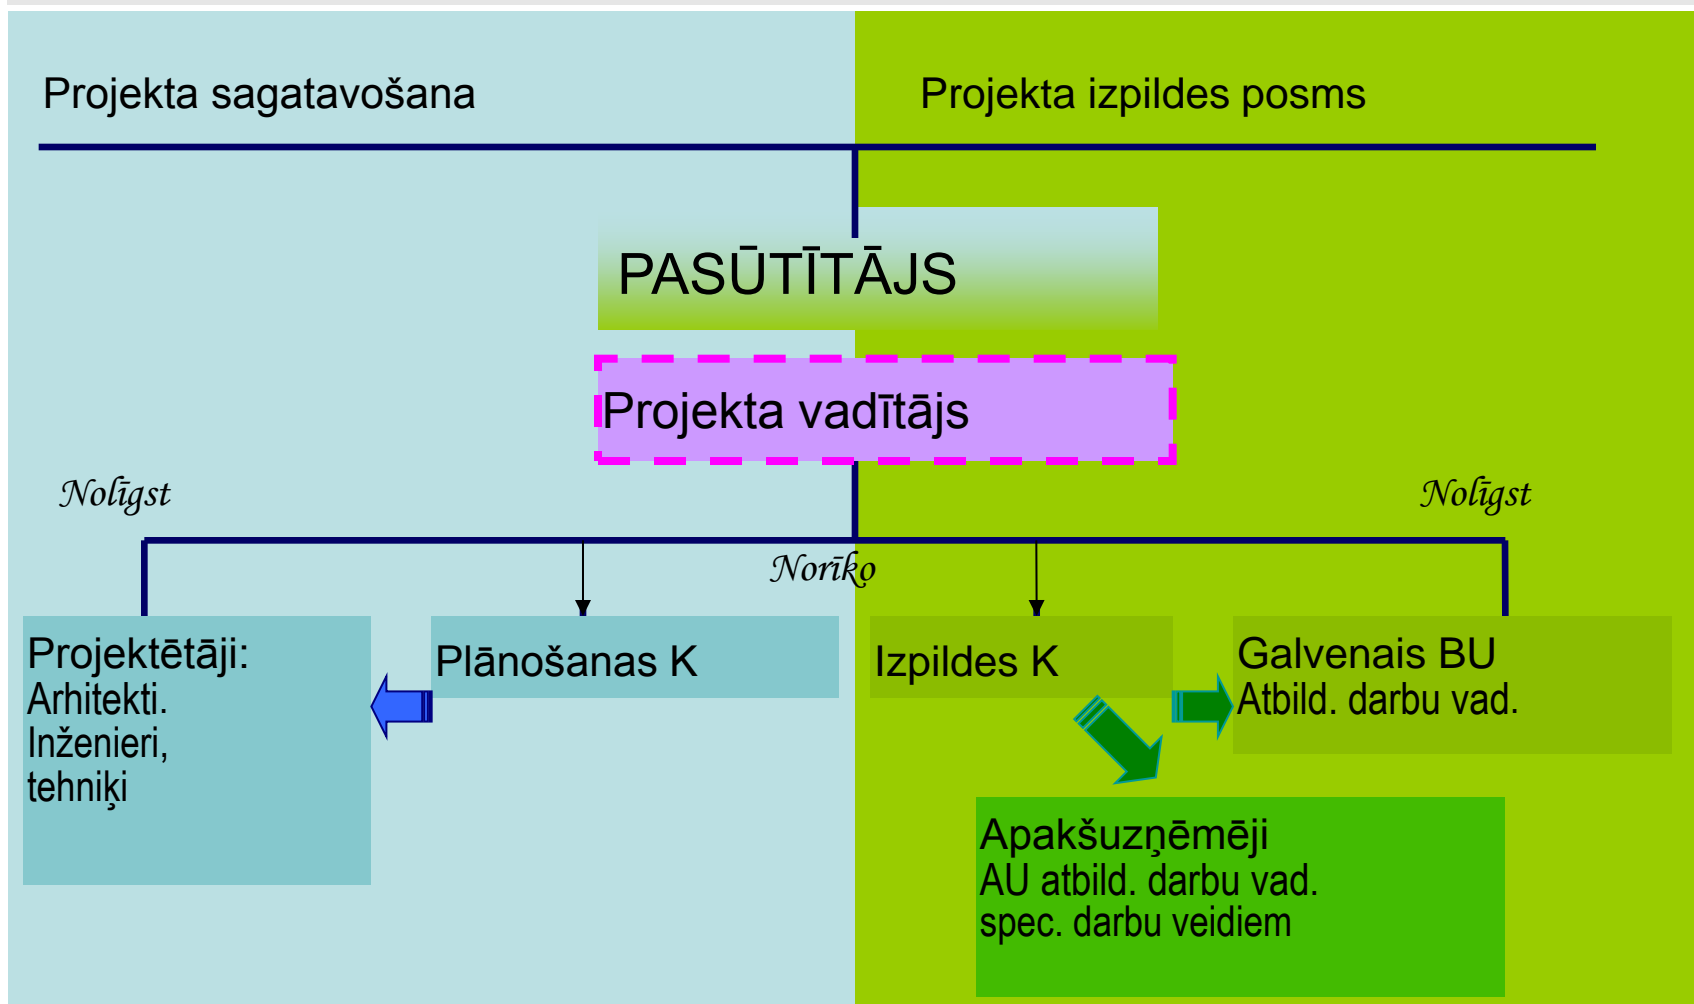 Projekta sagatavošana
Projekta izpildes posms
PASŪTĪTĀJS
Projekta vadītājs
Nolīgst
Nolīgst
Norīko
Projektētāji:
Arhitekti.
Inženieri,
tehniķi
Plānošanas K
Izpildes K
Galvenais BU
Atbild. darbu vad.
Apakšuzņēmēji
AU atbild. darbu vad.
spec. darbu veidiem